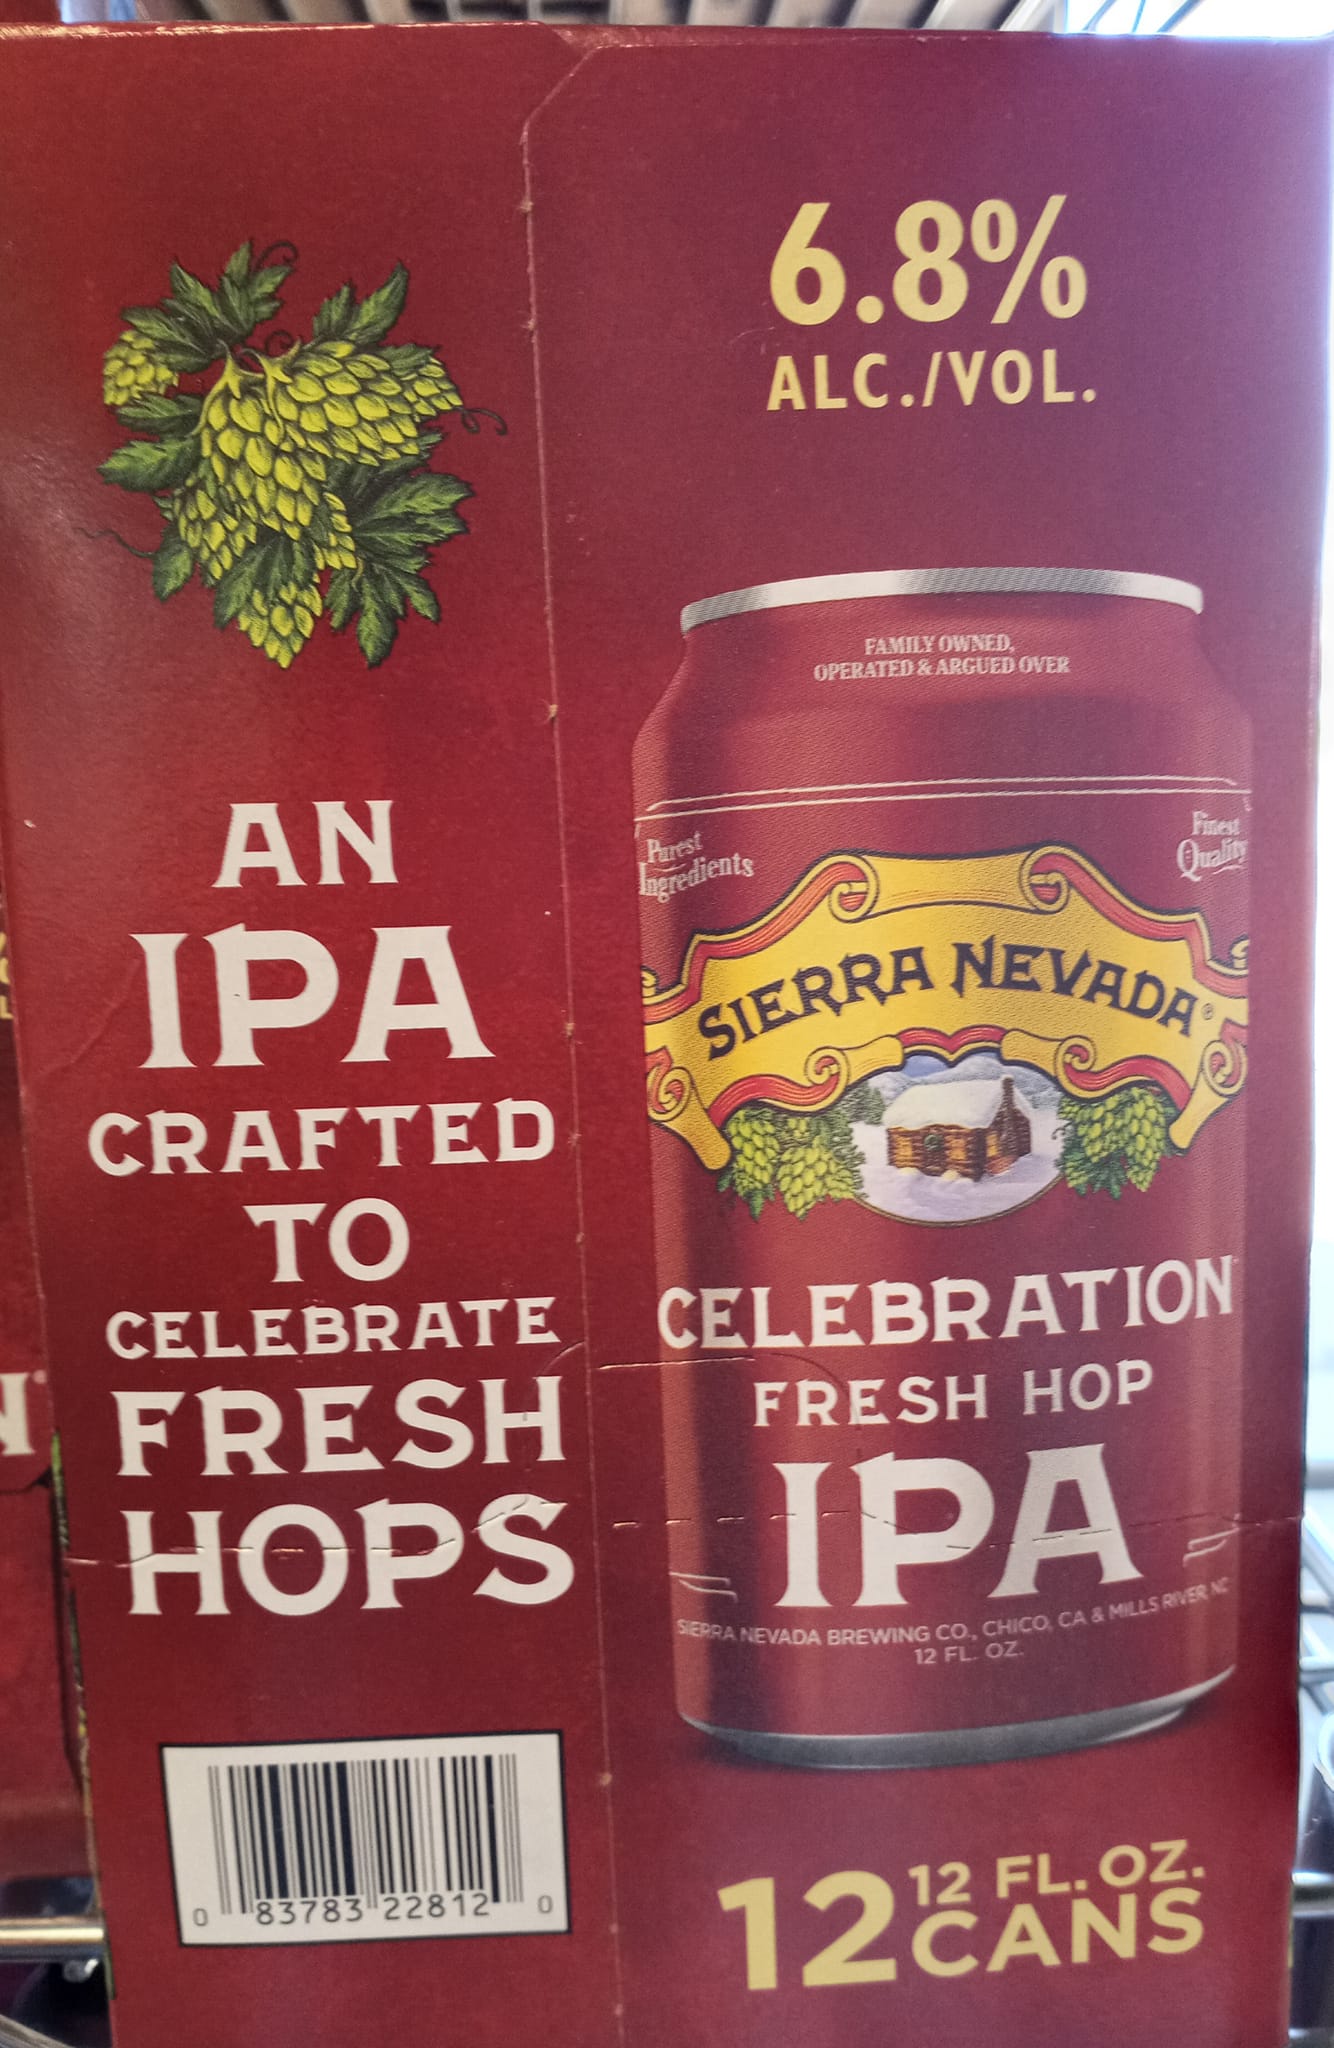 AN
IPA
CRAFTED
TO
CELEBRATE
FRESH
HOPS
0 83783 22812 0
6.8%
ALC./VOL.
FAMILY OWNED,
OPERATED & ARGUED OVER
Purest
Ingredients
Finest
Quality
SIERRA NEVADA®
CELEBRATION
FRESH HOP
IPA
SIERRA NEVADA BREWING CO., CHICO, CA & MILLS RIVER, NC
12 FL. OZ.
12 12 FL. OZ.
CANS